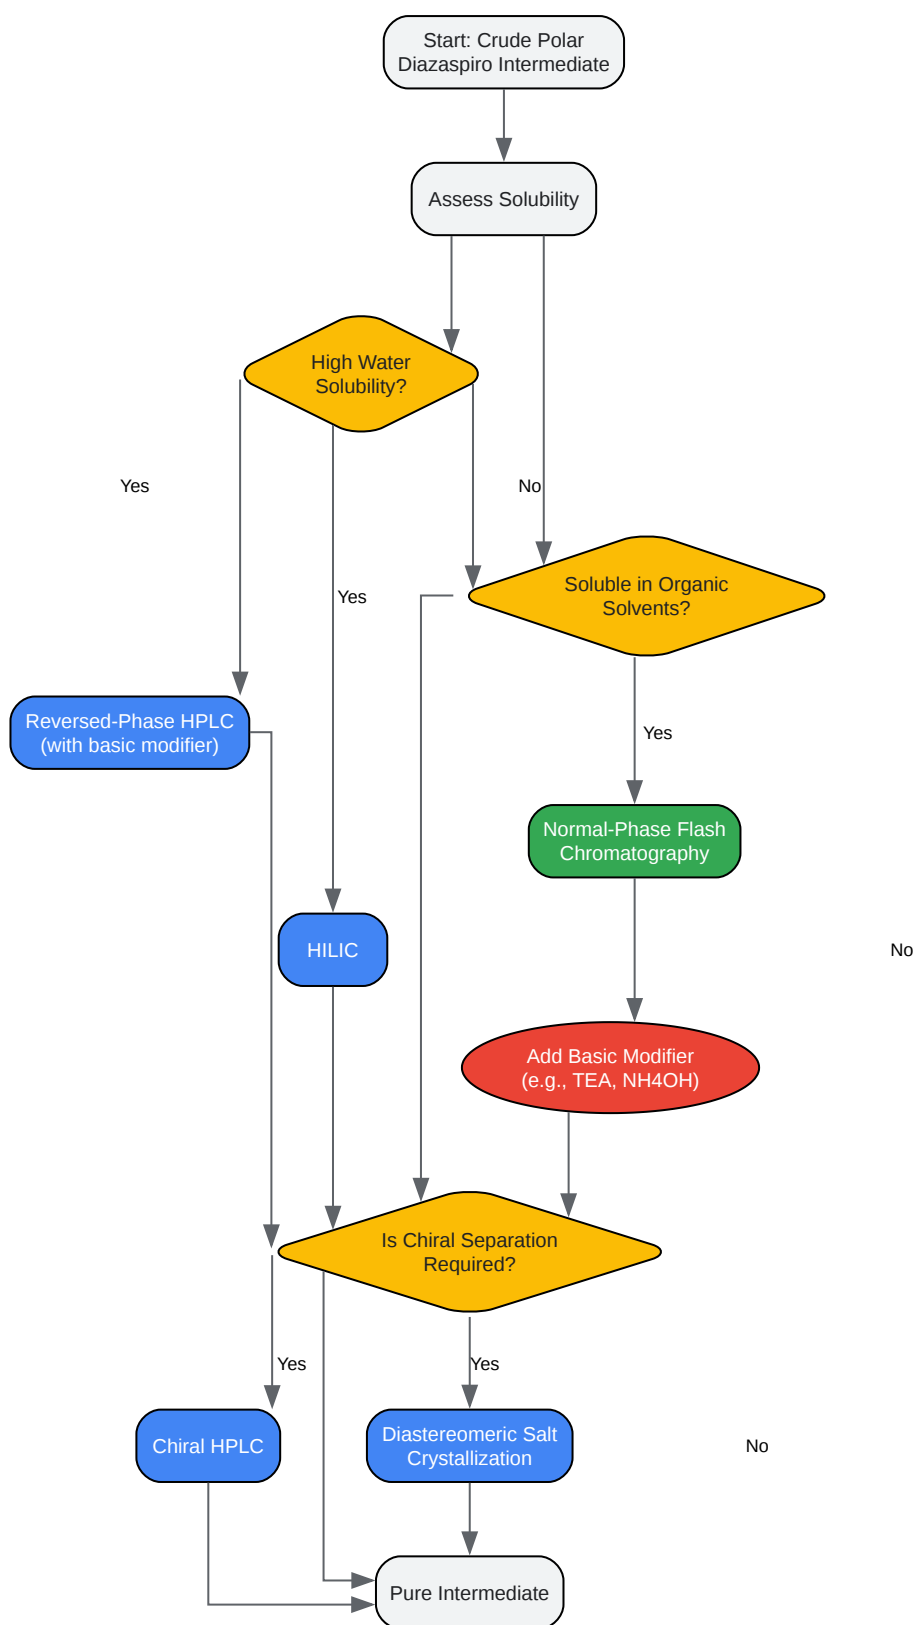 Start: Crude Polar
Diazaspiro Intermediate
Assess Solubility
High Water
Solubility?
Yes
No
Soluble in Organic
Solvents?
Yes
Reversed-Phase HPLC
(with basic modifier)
Yes
Normal-Phase Flash
Chromatography
HILIC
No
Add Basic Modifier
(e.g., TEA, NH4OH)
Is Chiral Separation
Required?
Yes
Yes
Chiral HPLC
Diastereomeric Salt
Crystallization
No
Pure Intermediate